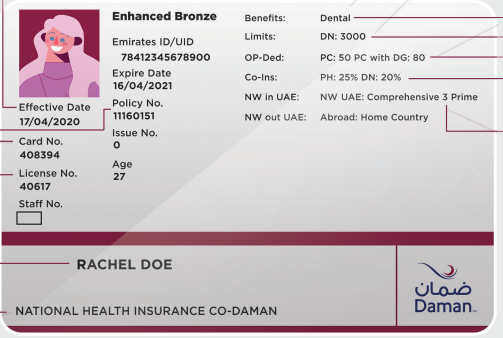 Enhanced Bronze
Emirates ID/UID
78412345678900
Expire Date
16/04/2021
Effective Date
17/04/2020
Policy No.
11160151
Card No.
408394
Issue No.
0
License No.
40617
Age
27
Staff No.
Benefits: Dental
Limits: DN: 3000
OP-Ded: PC: 50 PC with DG: 80
Co-Ins: PH: 25% DN: 20%
NW in UAE: NW UAE: Comprehensive 3 Prime
NW out UAE: Abroad: Home Country
RACHEL DOE
NATIONAL HEALTH INSURANCE CO-DAMAN
ضمان
Daman